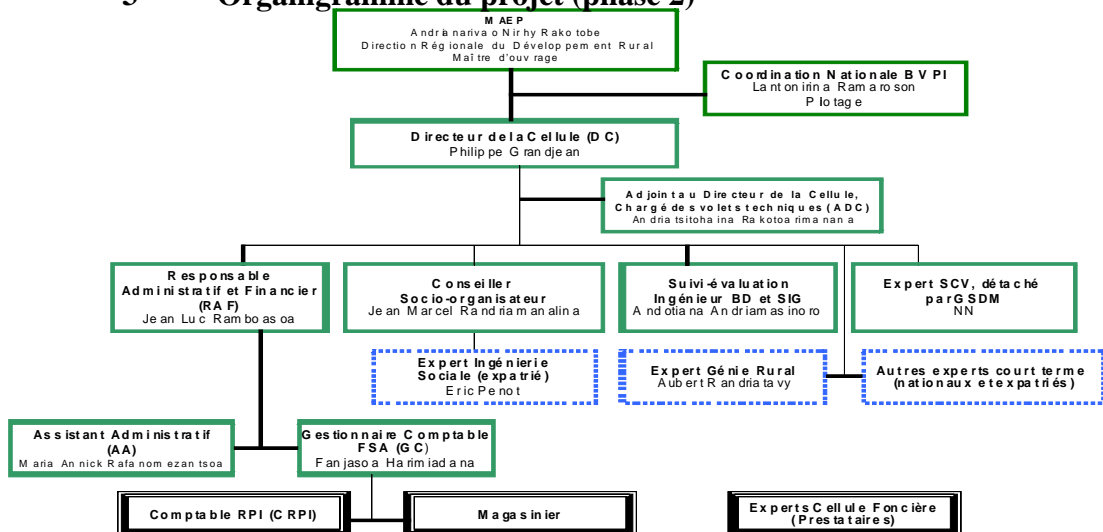 3 Organigramme du projet (phase 2)
MAEP
Andrianarivao Nirhy Rakotobe
Direction Régionale du Développement Rural
Maître d'ouvrage
Coordination Nationale BVPI
Lantonirina Ramaroson
Pilotage
Directeur de la Cellule (DC)
Philippe Grandjean
Adjoint au Directeur de la Cellule,
Chargé des volets techniques (ADC)
Andriatsitohaina Rakotoarimanana
Responsable
Administratif et Financier
(RAF)
Jean Luc Ramboasoa
Conseiller
Socio-organisateur
Jean Marcel Randriamanalina
Suivi-évaluation
Ingénieur BD et SIG
Andotiana Andriamasinoro
Expert SCV, détaché
par GSDM
NN
Expert Ingénierie
Sociale (expatrié)
Eric Penot
Expert Génie Rural
Aubert Randriatavy
Autres experts court terme
(nationaux et expatriés)
Assistant Administratif
(AA)
Maria Annick Rafanomezantsoa
Gestionnaire Comptable
FSA (GC)
Fanjasoa Harimiadana
Comptable RPI (CRPI)
Magasinier
Experts Cellule Foncière
(Prestataires)